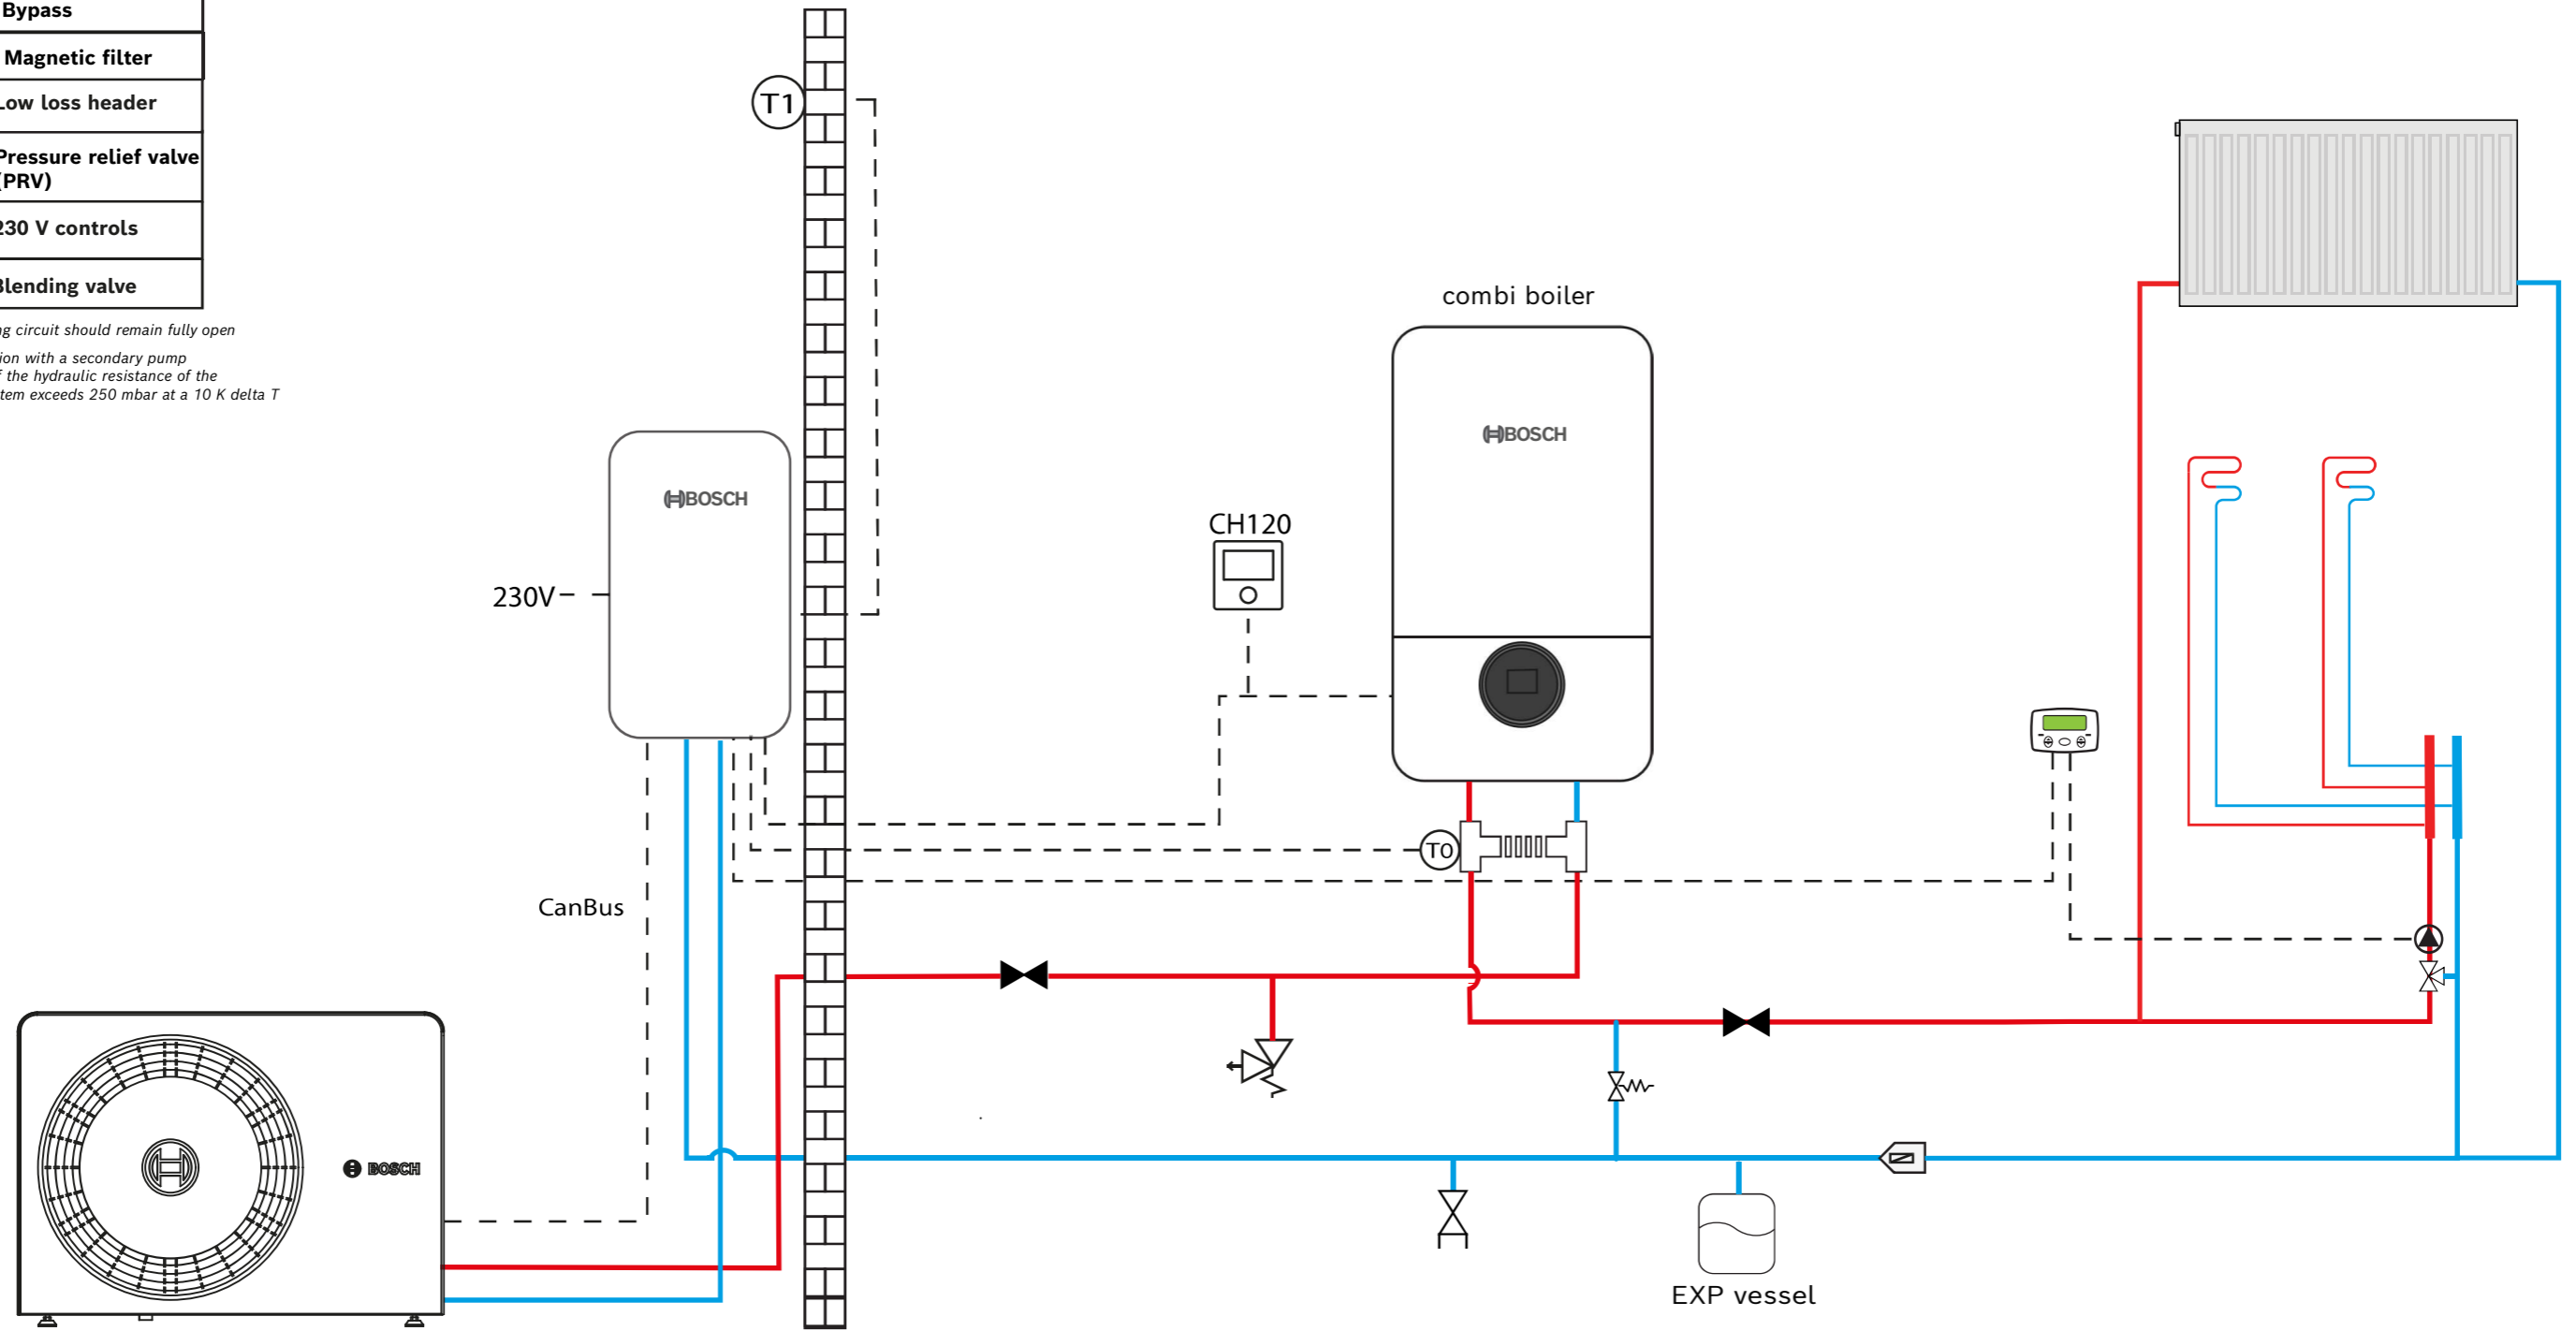 Bypass
Magnetic filter
Low loss header
Pressure relief valve
(PRV)
230 V controls
Blending valve
ng circuit should remain fully open
ion with a secondary pump
f the hydraulic resistance of the
tem exceeds 250 mbar at a 10 K delta T
T1
combi boiler
BOSCH
BOSCH
CH120
230V
T0
CanBus
BOSCH
EXP vessel